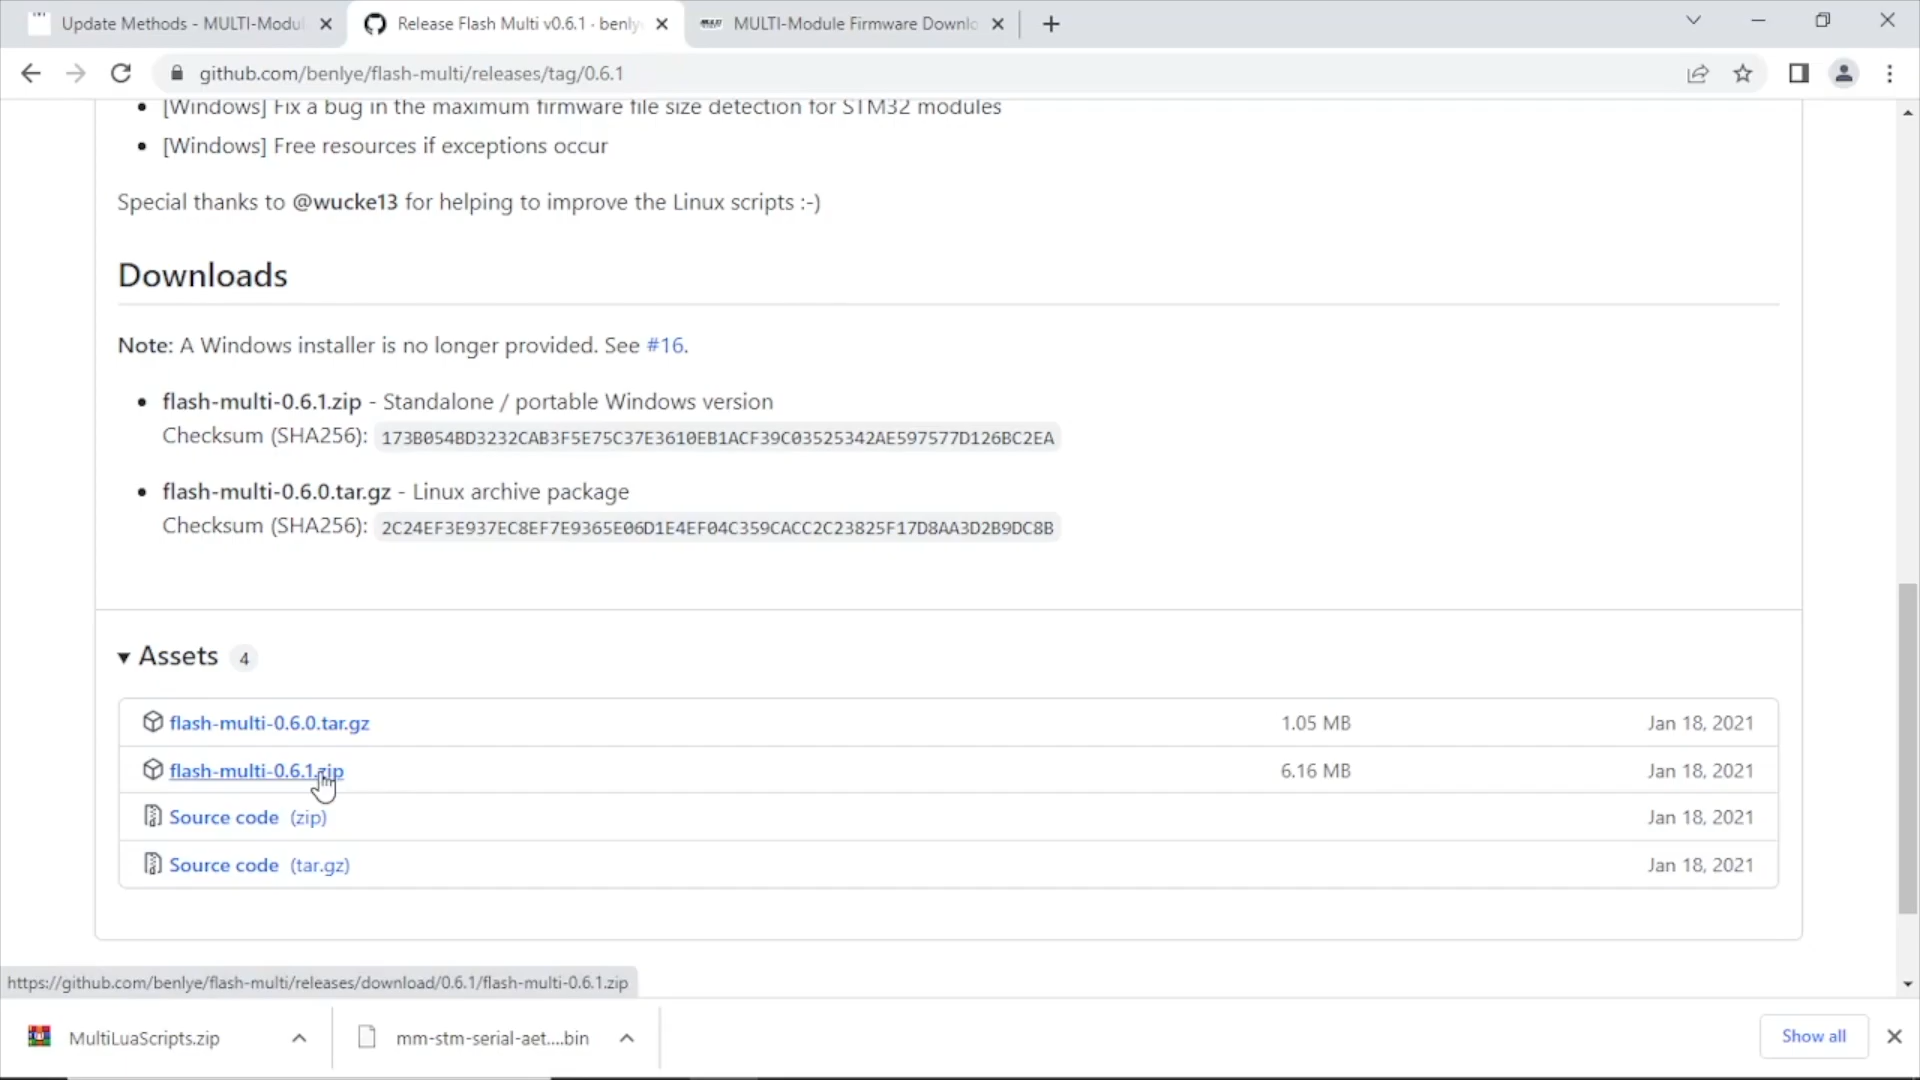 Update Methods - MULTI-Modul
Release Flash Multi v0.6.1 · benly
MULTI-Module Firmware Downlo
github.com/benlye/flash-multi/releases/tag/0.6.1
• [Windows] Fix a bug in the maximum firmware file size detection for STM32 modules
• [Windows] Free resources if exceptions occur
Special thanks to @wucke13 for helping to improve the Linux scripts :-)
Downloads
Note: A Windows installer is no longer provided. See #16.
• flash-multi-0.6.1.zip - Standalone / portable Windows version
Checksum (SHA256): 173B054BD3232CAB3F5E75C37E3610EB1ACF39C03525342AE597577D126BC2EA
• flash-multi-0.6.0.tar.gz - Linux archive package
Checksum (SHA256): 2C24EF3E937EC8EF7E9365E06D1E4EF04C359CACC2C23825F17D8AA3D2B9DC8B
Assets 4
flash-multi-0.6.0.tar.gz 1.05 MB Jan 18, 2021
flash-multi-0.6.1.zip 6.16 MB Jan 18, 2021
Source code (zip) Jan 18, 2021
Source code (tar.gz) Jan 18, 2021
https://github.com/benlye/flash-multi/releases/download/0.6.1/flash-multi-0.6.1.zip
MultiLuaScripts.zip
mm-stm-serial-aet....bin
Show all